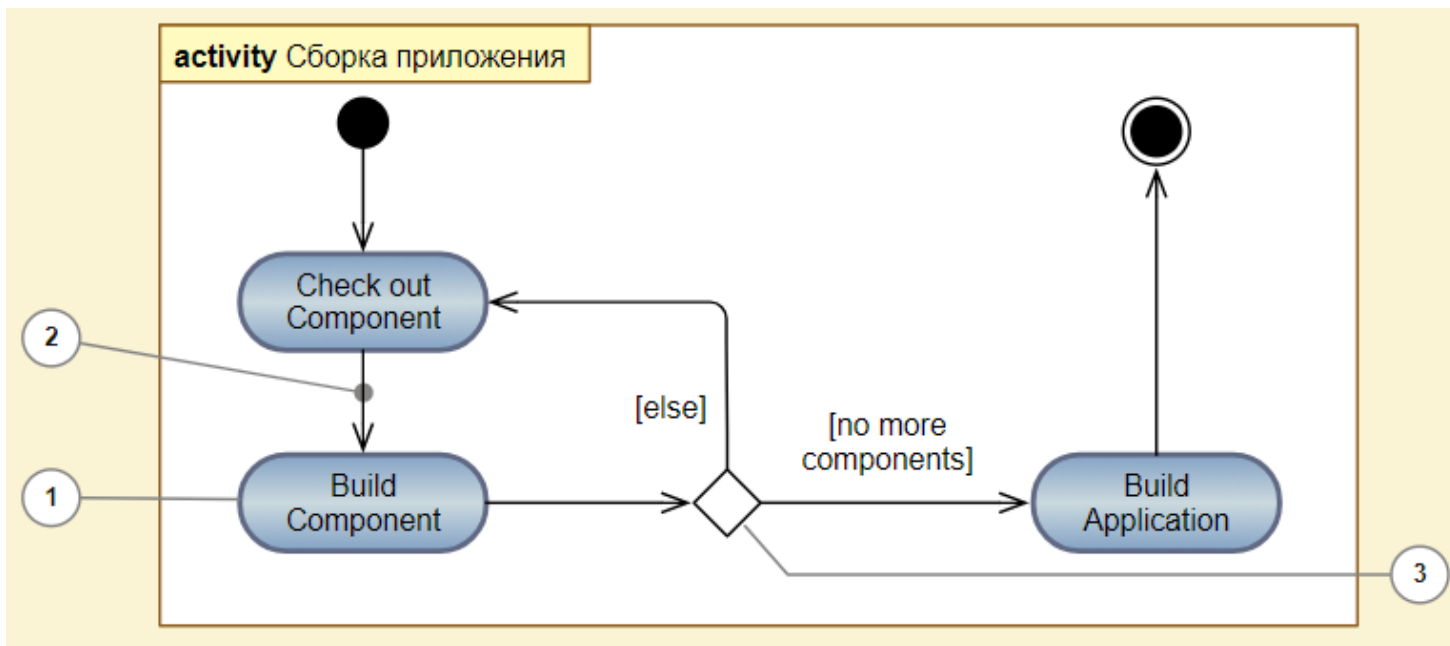 activity Сборка приложения
Check out
Component
2
[else]
[no more
components]
1
Build
Component
Build
Application
3